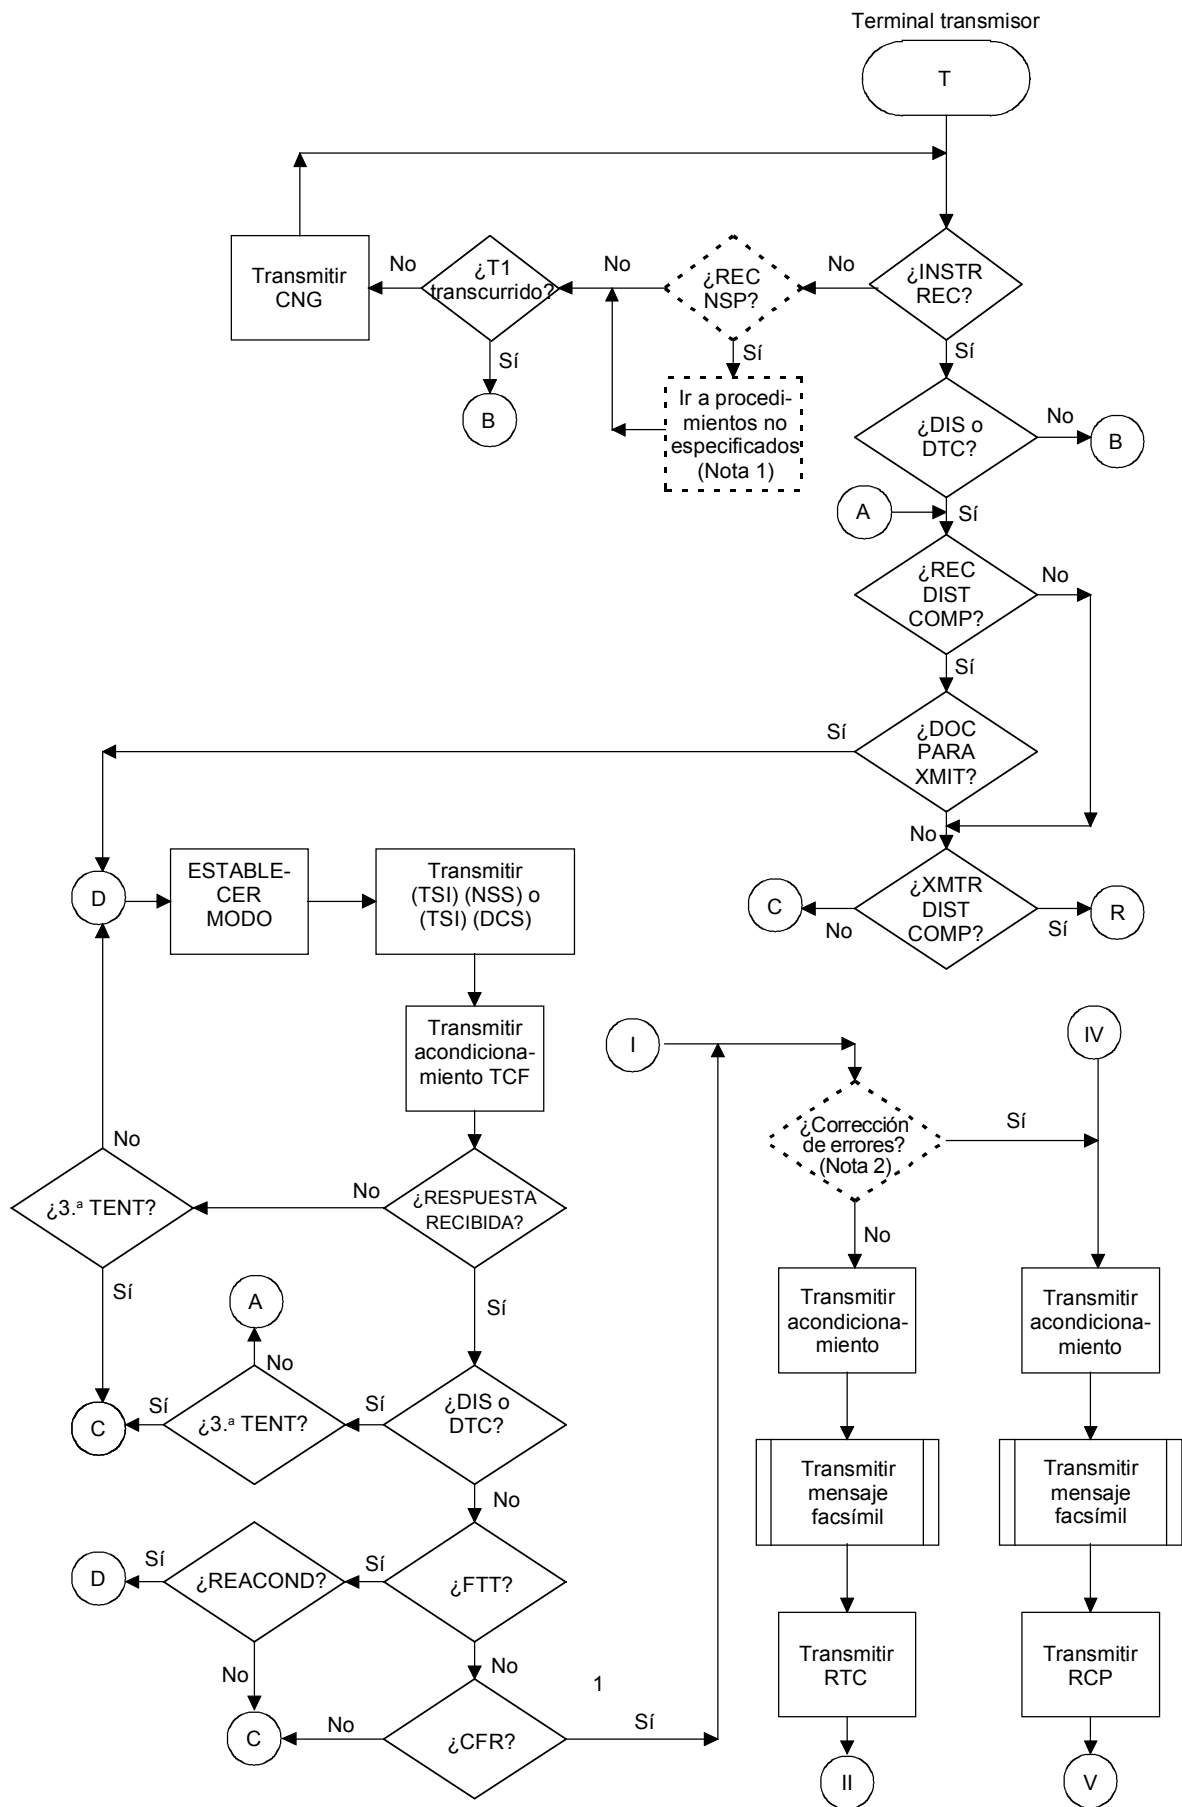 Terminal transmisor
T
Transmitir
CNG
No
¿T1
transcurrido?
No
¿REC
NSP?
No
¿INSTR
REC?
Sí
B
Sí
Ir a procedi-
mientos no
especificados
(Nota 1)
Sí
¿DIS o
DTC?
No
B
A
Sí
¿REC
DIST
COMP?
No
Sí
Sí
¿DOC
PARA
XMIT?
No
D
ESTABLE-
CER
MODO
Transmitir
(TSI) (NSS) o
(TSI) (DCS)
C
No
¿XMTR
DIST
COMP?
Sí
R
Transmitir
acondiciona-
miento TCF
I
IV
¿Corrección
de errores?
(Nota 2)
Sí
No
No
¿3.ª TENT?
No
¿RESPUESTA
RECIBIDA?
Sí
Sí
A
No
Transmitir
acondiciona-
miento
Transmitir
acondiciona-
miento
C
Sí
¿3.ª TENT?
Sí
¿DIS o
DTC?
No
Transmitir
mensaje
facsímil
Transmitir
mensaje
facsímil
D
Sí
¿REACOND?
Sí
¿FTT?
No
No
1
Transmitir
RTC
Transmitir
RCP
C
No
¿CFR?
Sí
II
V